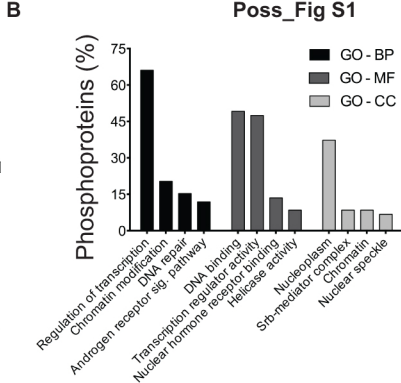 B
Poss_Fig S1
Phosphoproteins (%)
75
60
45
30
15
0
GO - BP
GO - MF
GO - CC
Regulation of transcription
Chromatin modification
DNA repair
Androgen receptor sig. pathway
DNA binding
Transcription regulator activity
Nuclear hormone receptor binding
Helicase activity
Nucleoplasm
Srb-mediator complex
Chromatin
Nuclear speckle